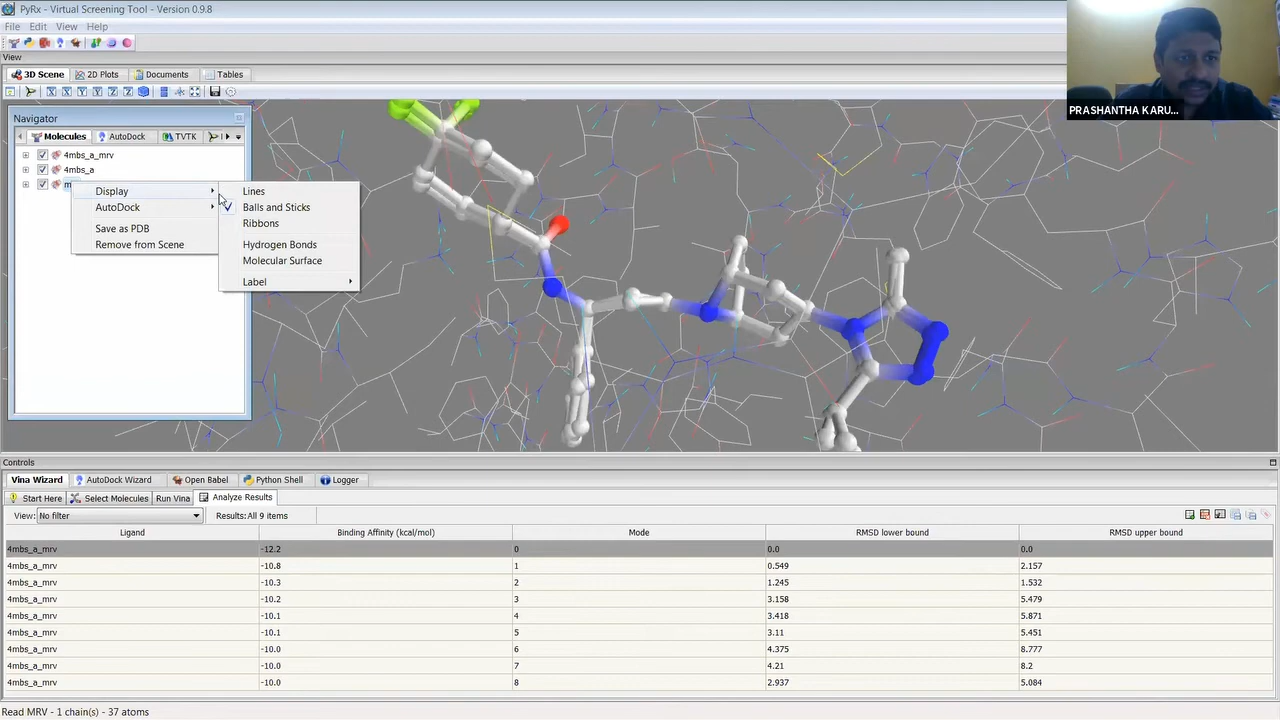 PyRx - Virtual Screening Tool - Version 0.9.8
File Edit View Help
View
3D Scene 2D Plots Documents Tables
PRASHANTHA KARU...
Navigator
Molecules AutoDock TVTK
4mbs_a_mrv
4mbs_a
Display
AutoDock
Save as PDB
Remove from Scene
Lines
Balls and Sticks
Ribbons
Hydrogen Bonds
Molecular Surface
Label
Controls
Vina Wizard AutoDock Wizard Open Babel Python Shell Logger
Start Here Select Molecules Run Vina Analyze Results
View: No filter Results:All 9 items
Ligand Binding Affinity (kcal/mol) Mode RMSD lower bound RMSD upper bound
4mbs_a_mrv -12.2 0 0.0 0.0
4mbs_a_mrv -10.8 1 0.549 2.157
4mbs_a_mrv -10.3 2 1.245 1.532
4mbs_a_mrv -10.2 3 3.158 5.479
4mbs_a_mrv -10.1 4 3.418 5.871
4mbs_a_mrv -10.1 5 3.11 5.451
4mbs_a_mrv -10.0 6 4.375 8.777
4mbs_a_mrv -10.0 7 4.21 8.2
4mbs_a_mrv -10.0 8 2.937 5.084
Read MRV - 1 chain(s) - 37 atoms